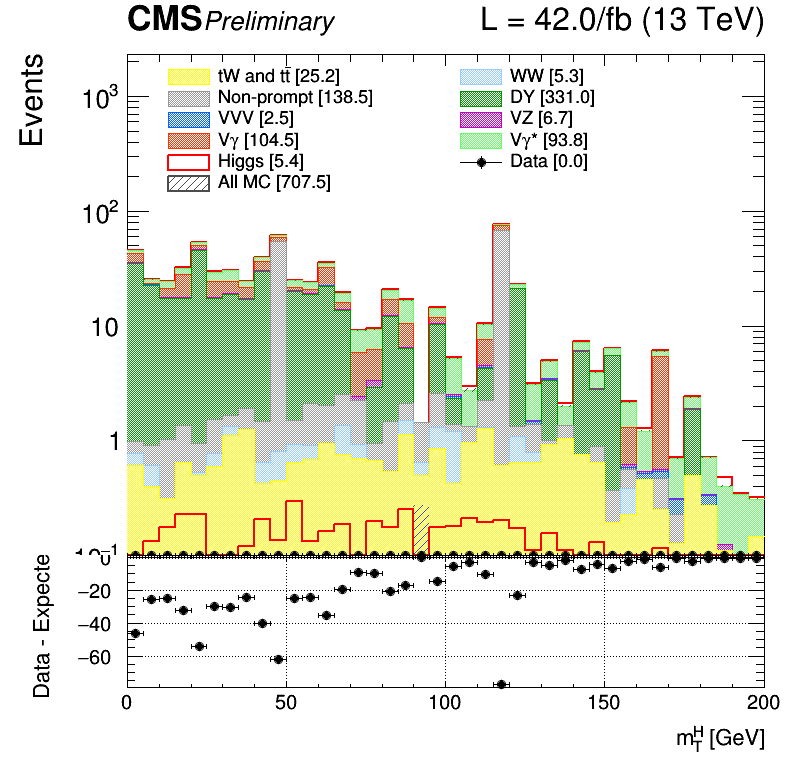 CMS Preliminary L = 42.0/fb (13 TeV)
Events
tW and tt̄ [25.2] WW [5.3]
Non-prompt [138.5] DY [331.0]
VVV [2.5] VZ [6.7]
Vγ [104.5] Vγ* [93.8]
Higgs [5.4] Data [0.0]
All MC [707.5]
10³
10²
10
1
Data - Expecte
0
−20
−40
−60
0 50 100 150 200
m_T^H [GeV]